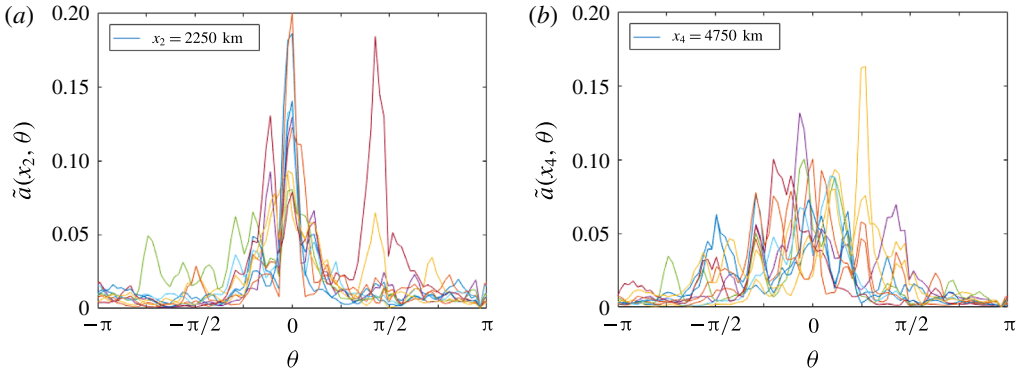 (a)
0.20
x₂ = 2250 km
0.15
0.10
0.05
0
ã(x₂, θ)
−π −π/2 0 π/2 π
θ
(b)
0.20
x₄ = 4750 km
0.15
0.10
0.05
0
ã(x₄, θ)
−π −π/2 0 π/2 π
θ